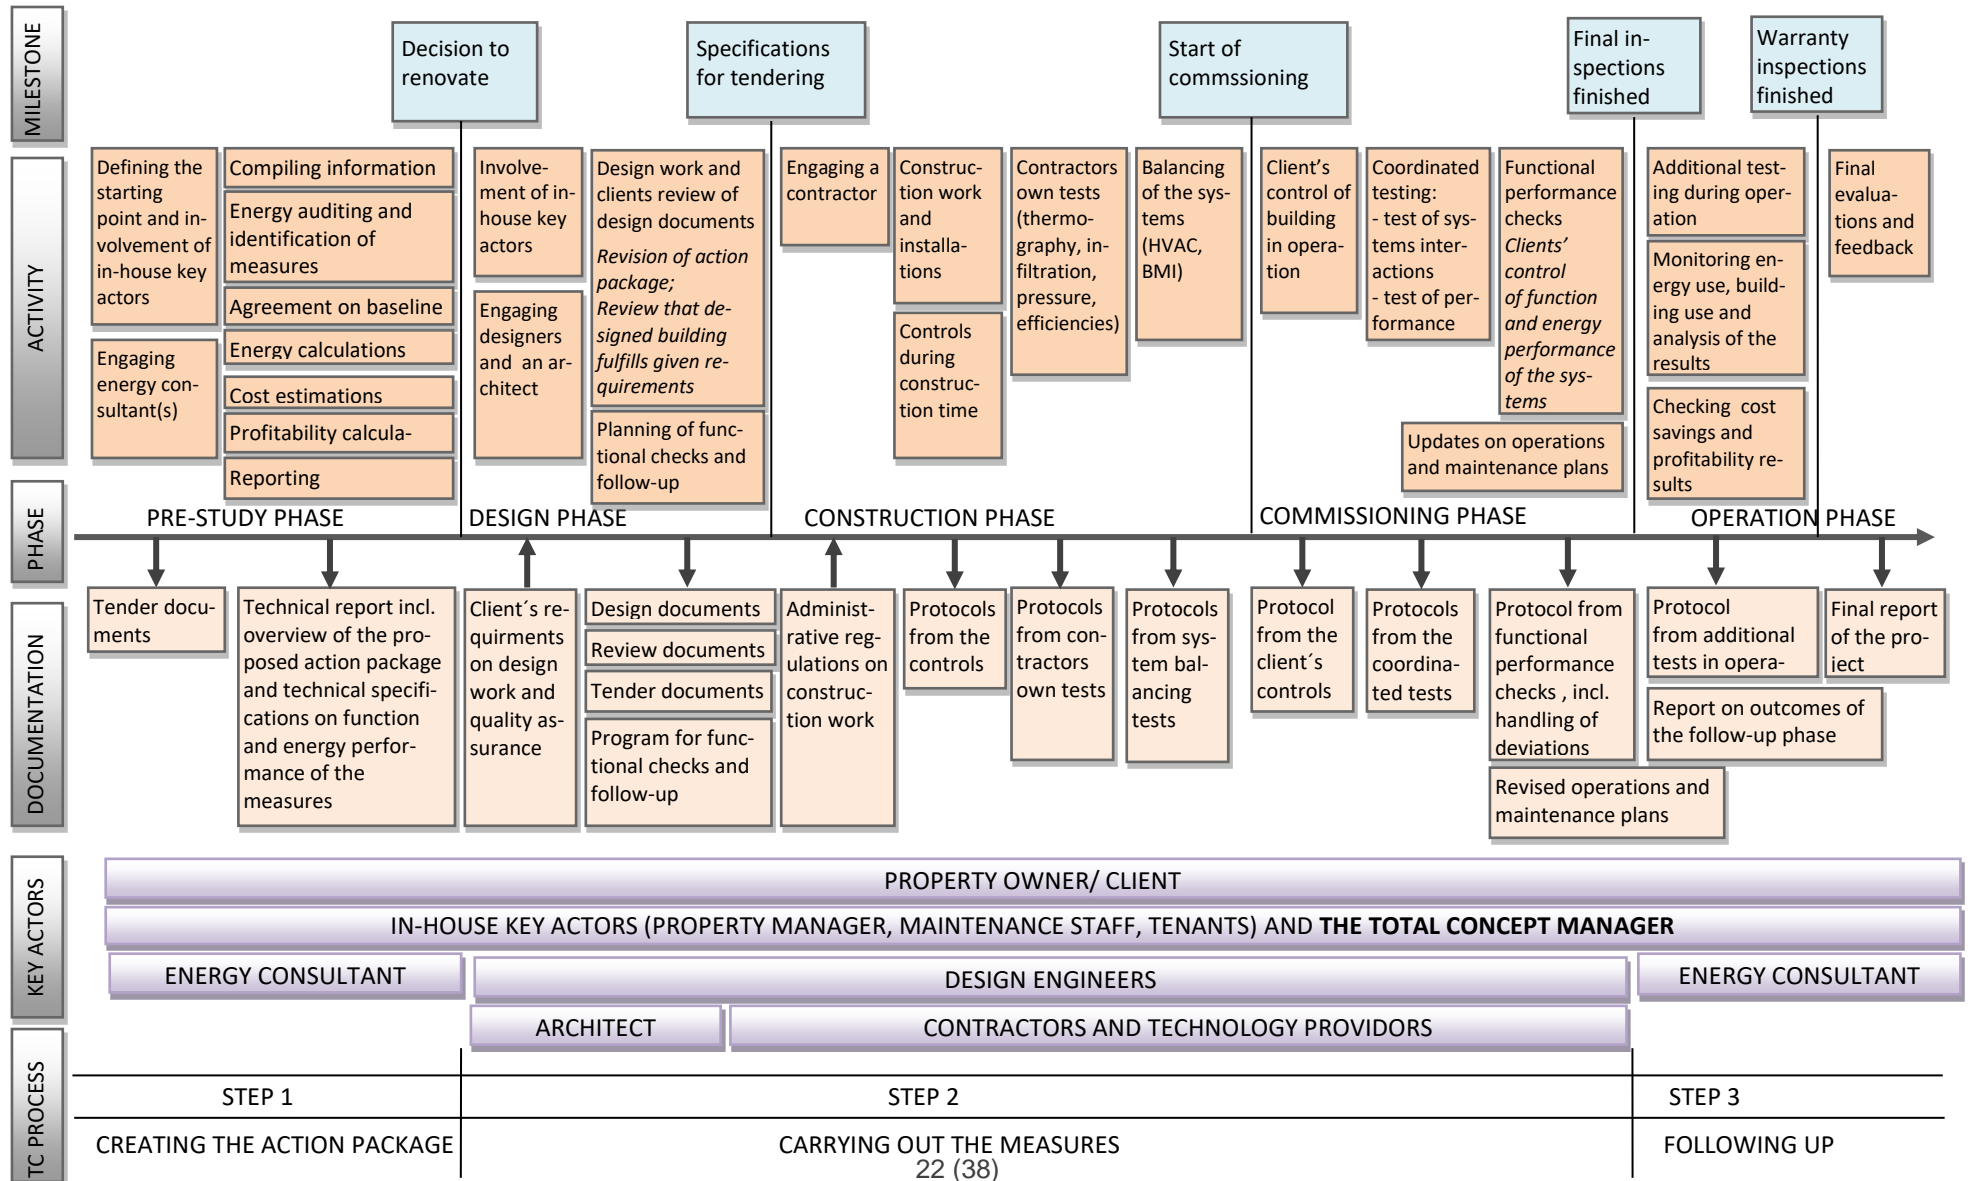 MILESTONE
Decision to
renovate
Specifications
for tendering
Start of
commssioning
Final in-
spections
finished
Warranty
inspections
finished
ACTIVITY
Defining the
starting
point and in-
volvement of
in-house key
actors
Engaging
energy con-
sultant(s)
Compiling information
Energy auditing and
identification of
measures
Agreement on baseline
Energy calculations
Cost estimations
Profitability calcula-
Reporting
Involve-
ment of in-
house key
actors
Engaging
designers
and an ar-
chitect
Design work and
clients review of
design documents
Revision of action
package;
Review that de-
signed building
fulfills given re-
quirements
Planning of func-
tional checks and
follow-up
Engaging a
contractor
Construc-
tion work
and
installa-
tions
Controls
during
construc-
tion time
Contractors
own tests
(thermo-
graphy, in-
filtration,
pressure,
efficiencies)
Balancing
of the sys-
tems
(HVAC,
BMI)
Client’s
control of
building
in opera-
tion
Coordinated
testing:
- test of sys-
tems inter-
actions
- test of per-
formance
Functional
performance
checks
Clients’
control
of function
and energy
performance
of the sys-
tems
Updates on operations
and maintenance plans
Additional test-
ing during oper-
ation
Monitoring en-
ergy use, build-
ing use and
analysis of the
results
Checking cost
savings and
profitability re-
sults
Final
evalua-
tions and
feedback
PHASE
PRE-STUDY PHASE
DESIGN PHASE
CONSTRUCTION PHASE
COMMISSIONING PHASE
OPERATION PHASE
DOCUMENTATION
Tender docu-
ments
Technical report incl.
overview of the pro-
posed action package
and technical specifi-
cations on function
and energy perfor-
mance of the
measures
Client´s re-
quirments
on design
work and
quality as-
surance
Design documents
Review documents
Tender documents
Program for func-
tional checks and
follow-up
Administ-
rative reg-
ulations on
construc-
tion work
Protocols
from the
controls
Protocols
from con-
tractors
own tests
Protocols
from sys-
tem bal-
ancing
tests
Protocol
from the
client´s
controls
Protocols
from the
coordina-
ted tests
Protocol from
functional
performance
checks , incl.
handling of
deviations
Revised operations and
maintenance plans
Protocol
from additional
tests in opera-
Report on outcomes of
the follow-up phase
Final report
of the pro-
ject
KEY ACTORS
PROPERTY OWNER/ CLIENT
IN-HOUSE KEY ACTORS (PROPERTY MANAGER, MAINTENANCE STAFF, TENANTS) AND THE TOTAL CONCEPT MANAGER
ENERGY CONSULTANT
DESIGN ENGINEERS
ENERGY CONSULTANT
ARCHITECT
CONTRACTORS AND TECHNOLOGY PROVIDORS
TC PROCESS
STEP 1
STEP 2
STEP 3
CREATING THE ACTION PACKAGE
CARRYING OUT THE MEASURES
FOLLOWING UP
22 (38)